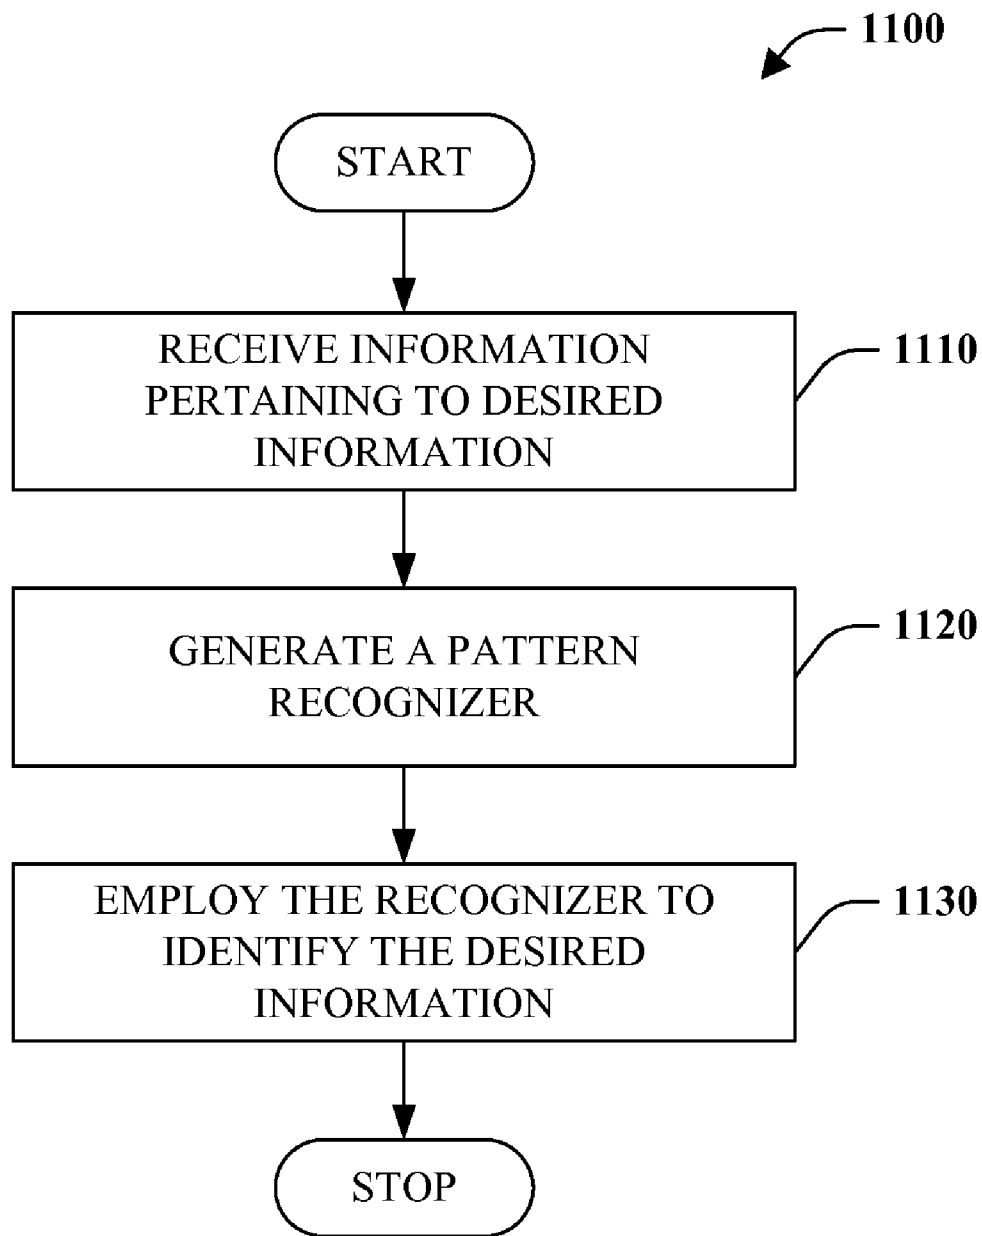 1100
START
RECEIVE INFORMATION
PERTAINING TO DESIRED
INFORMATION
1110
GENERATE A PATTERN
RECOGNIZER
1120
EMPLOY THE RECOGNIZER TO
IDENTIFY THE DESIRED
INFORMATION
1130
STOP